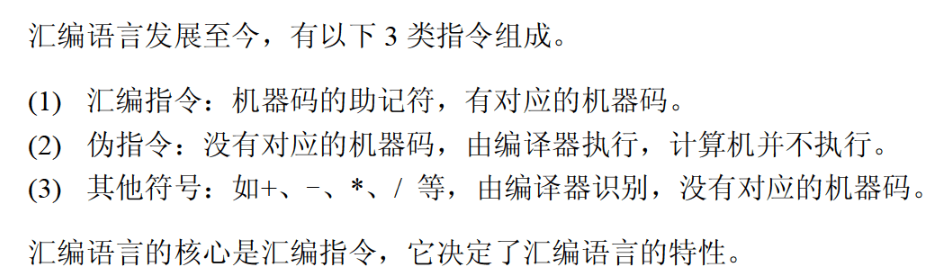 汇编语言发展至今，有以下 3 类指令组成。
(1) 汇编指令：机器码的助记符，有对应的机器码。
(2) 伪指令：没有对应的机器码，由编译器执行，计算机并不执行。
(3) 其他符号：如+、-、*、/ 等，由编译器识别，没有对应的机器码。
汇编语言的核心是汇编指令，它决定了汇编语言的特性。